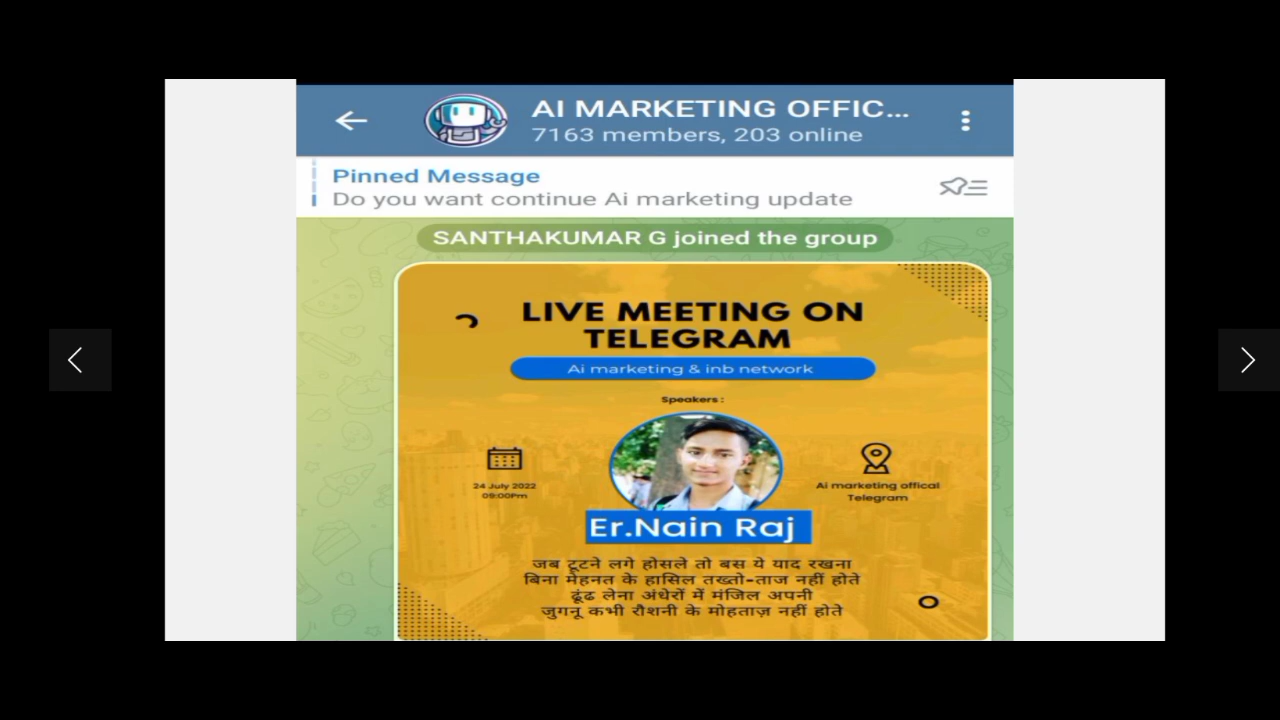 AI MARKETING OFFIC...
7163 members, 203 online
Pinned Message
Do you want continue Ai marketing update
SANTHAKUMAR G joined the group
LIVE MEETING ON
TELEGRAM
Ai marketing & inb network
Speakers :
24 July 2022
09:00Pm
Ai marketing offical
Telegram
Er.Nain Raj
जब टूटने लगे होसले तो बस ये याद रखना
बिना मेहनत के हासिल तख्तो-ताज नहीं होते
ढूंढ लेना अंधेरों में मंजिल अपनी
जुगनू कभी रौशनी के मोहताज़ नहीं होते